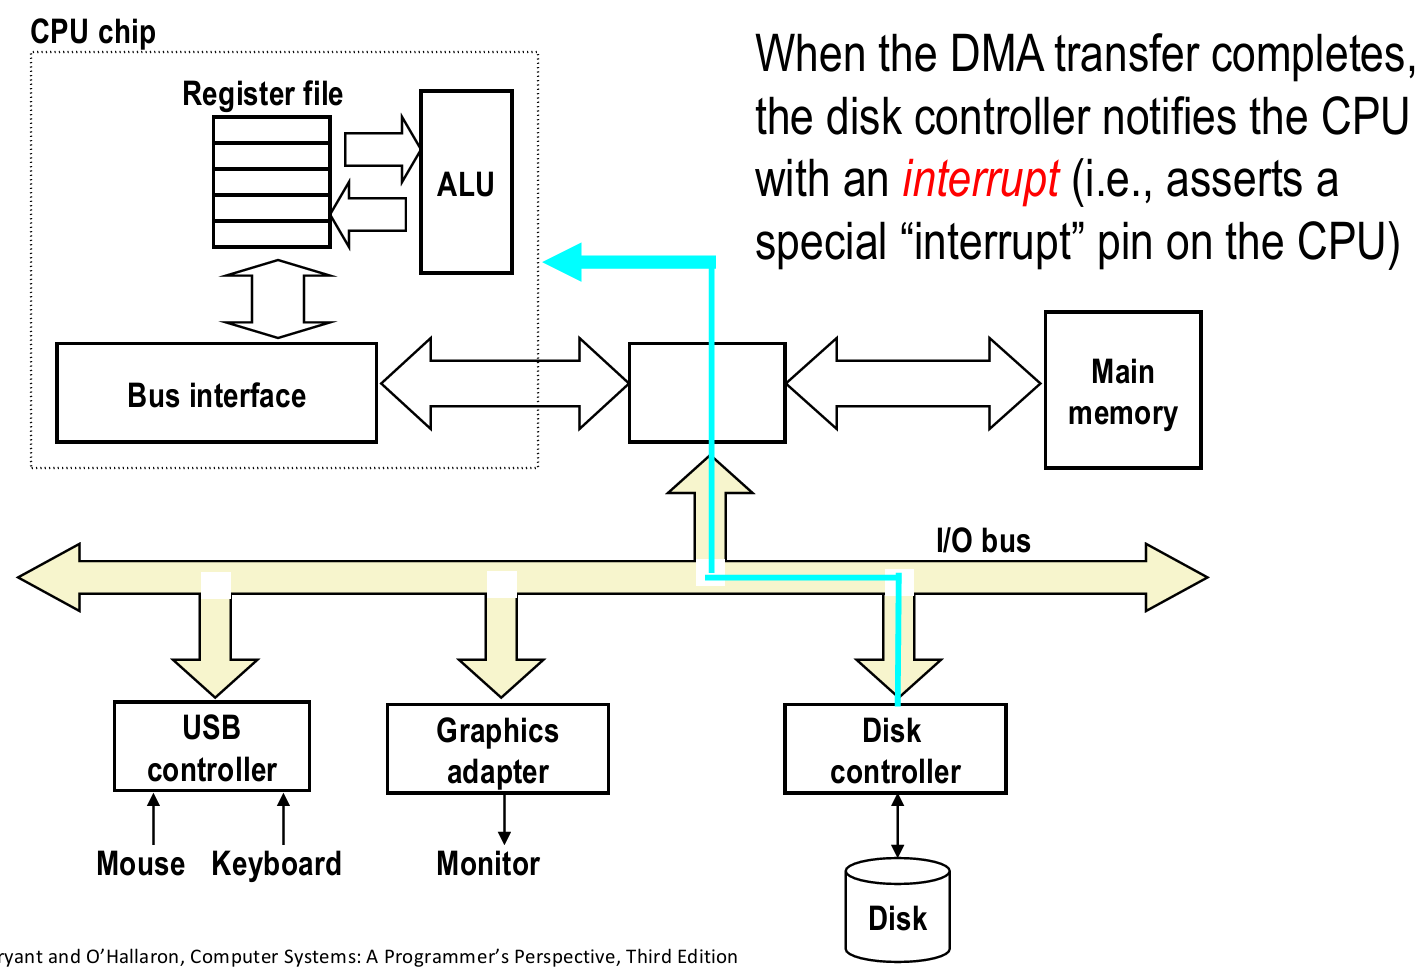 CPU chip
When the DMA transfer completes,
the disk controller notifies the CPU
with an interrupt (i.e., asserts a
special “interrupt” pin on the CPU)
Register file
ALU
Bus interface
Main
memory
I/O bus
USB
controller
Graphics
adapter
Disk
controller
Mouse
Keyboard
Monitor
Disk
ryant and O’Hallaron, Computer Systems: A Programmer’s Perspective, Third Edition